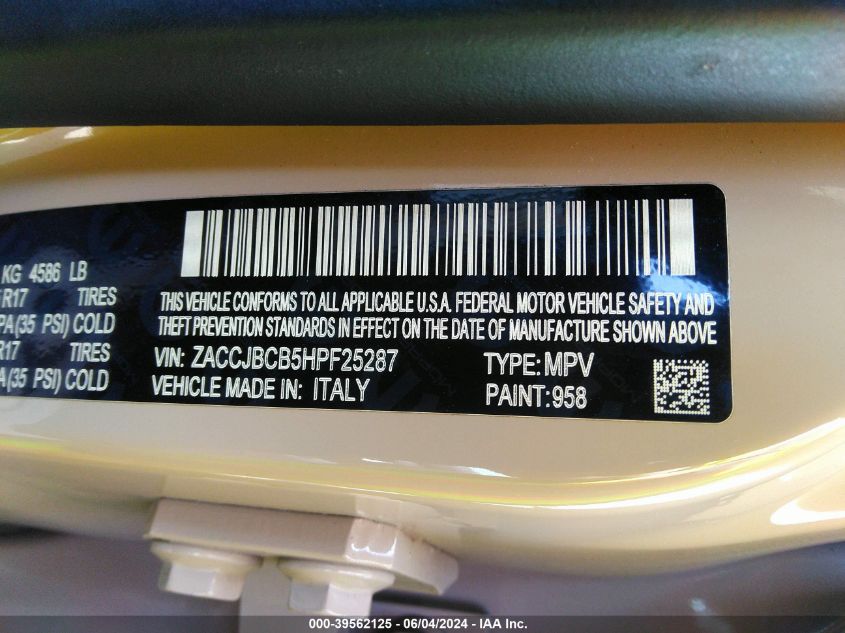 KG 4586 LB
R17 TIRES
PA(35 PSI) COLD
R17 TIRES
A(35 PSI) COLD
THIS VEHICLE CONFORMS TO ALL APPLICABLE U.S.A. FEDERAL MOTOR VEHICLE SAFETY AND
THEFT PREVENTION STANDARDS IN EFFECT ON THE DATE OF MANUFACTURE SHOWN ABOVE
VIN: ZACCJBCB5HPF25287 TYPE: MPV
VEHICLE MADE IN: ITALY PAINT: 958
000-39562125 - 06/04/2024 - IAA Inc.